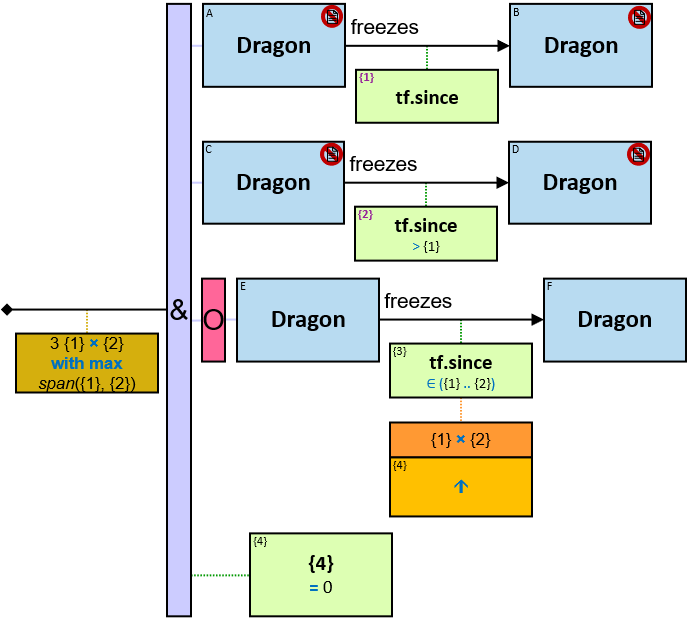 A
Dragon
freezes
B
Dragon
{1}
tf.since
C
Dragon
freezes
D
Dragon
{2}
tf.since
> {1}
&
3 {1} × {2}
with max
span({1}, {2})
O
E
Dragon
freezes
F
Dragon
{3}
tf.since
∈ ({1} .. {2})
{1} × {2}
{4}
↑
{4}
{4}
= 0